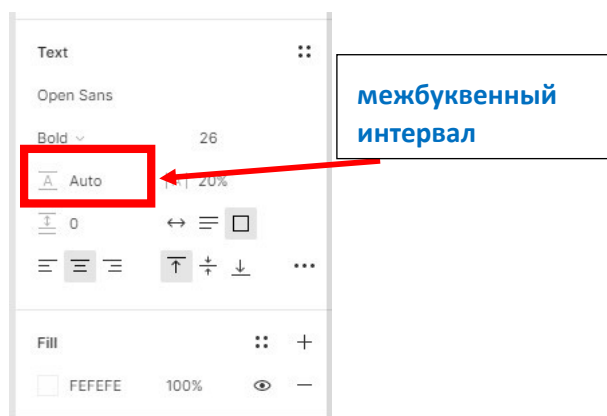 Text
Open Sans
Bold 26
A Auto |A| 20%
0
Fill
FEFEFE 100%
межбуквенный
интервал